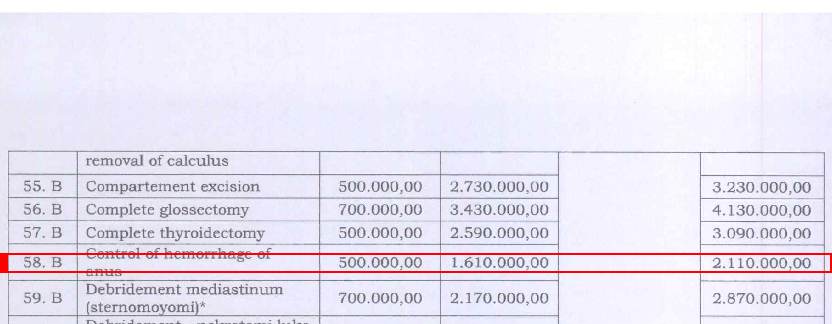 removal of calculus
55. B Compartement excision 500.000,00 2.730.000,00 3.230.000,00
56. B Complete glossectomy 700.000,00 3.430.000,00 4.130.000,00
57. B Complete thyroidectomy 500.000,00 2.590.000,00 3.090.000,00
58. B Control of hemorrhage of 500.000,00 1.610.000,00 2.110.000,00
anus
59. B Debridement mediastinum 700.000,00 2.170.000,00 2.870.000,00
(sternomoyomi)*